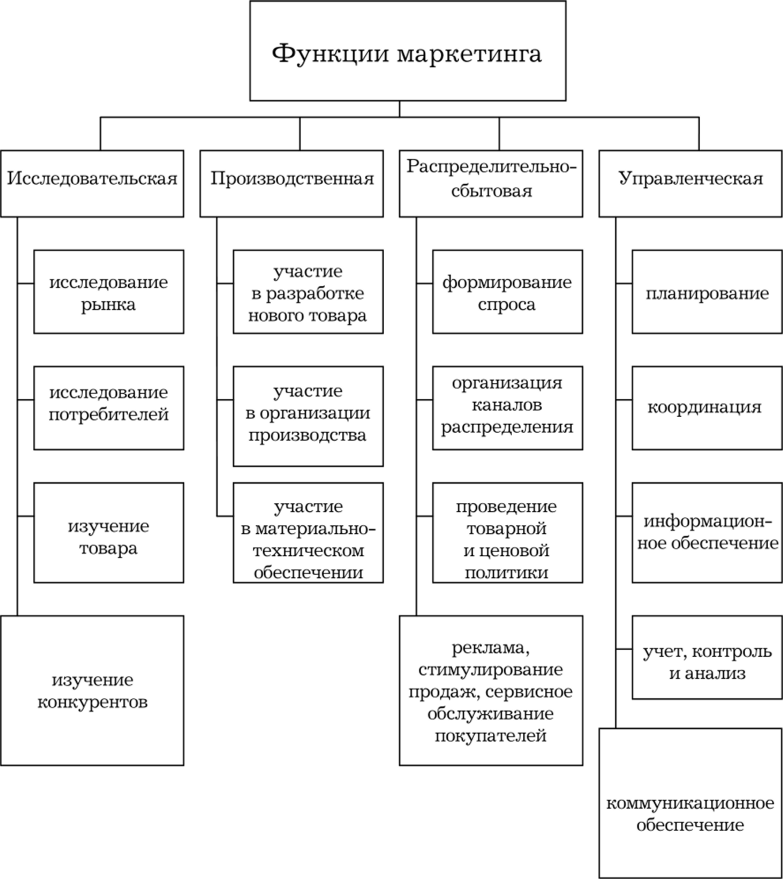 Функции маркетинга
Исследовательская
исследование
рынка
исследование
потребителей
изучение
товара
изучение
конкурентов
Производственная
участие
в разработке
нового товара
участие
в организации
производства
участие
в материально-
техническом
обеспечении
Распределительно-
сбытовая
формирование
спроса
организация
каналов
распределения
проведение
товарной
и ценовой
политики
реклама,
стимулирование
продаж, сервисное
обслуживание
покупателей
Управленческая
планирование
координация
информацион-
ное обеспечение
учет, контроль
и анализ
коммуникационное
обеспечение